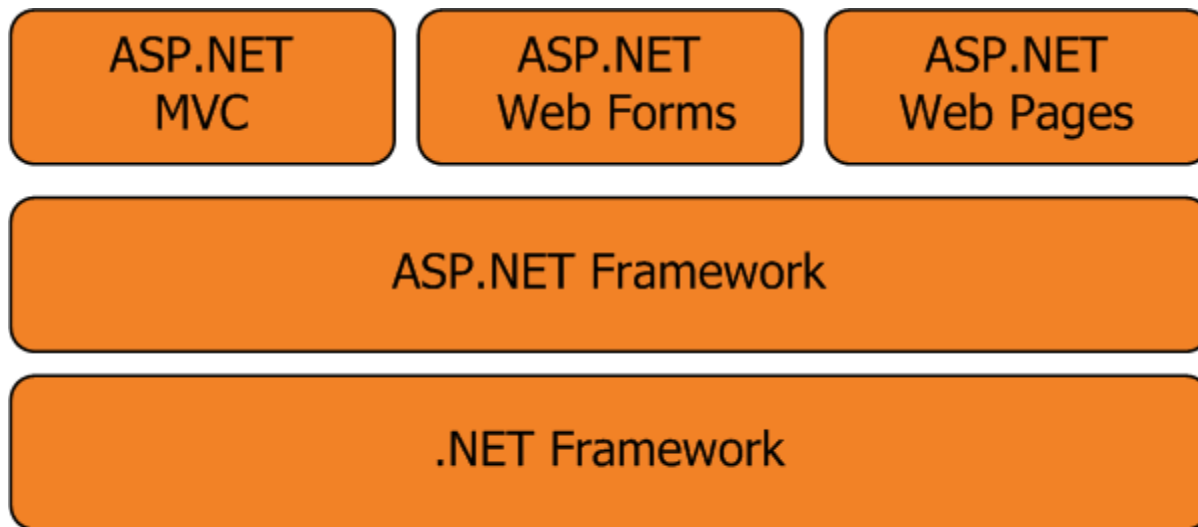 ASP.NET
MVC
ASP.NET
Web Forms
ASP.NET
Web Pages
ASP.NET Framework
.NET Framework